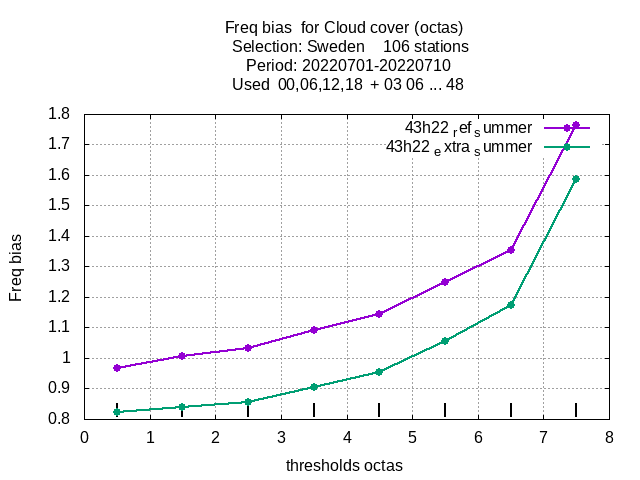 Freq bias  for Cloud cover (octas)
Selection: Sweden    106 stations
Period: 20220701-20220710
Used  00,06,12,18  + 03 06 ... 48
1.8
1.7
1.6
1.5
1.4
1.3
1.2
1.1
1
0.9
0.8
Freq bias
43h22 ref summer
43h22 extra summer
0 1 2 3 4 5 6 7 8
thresholds octas